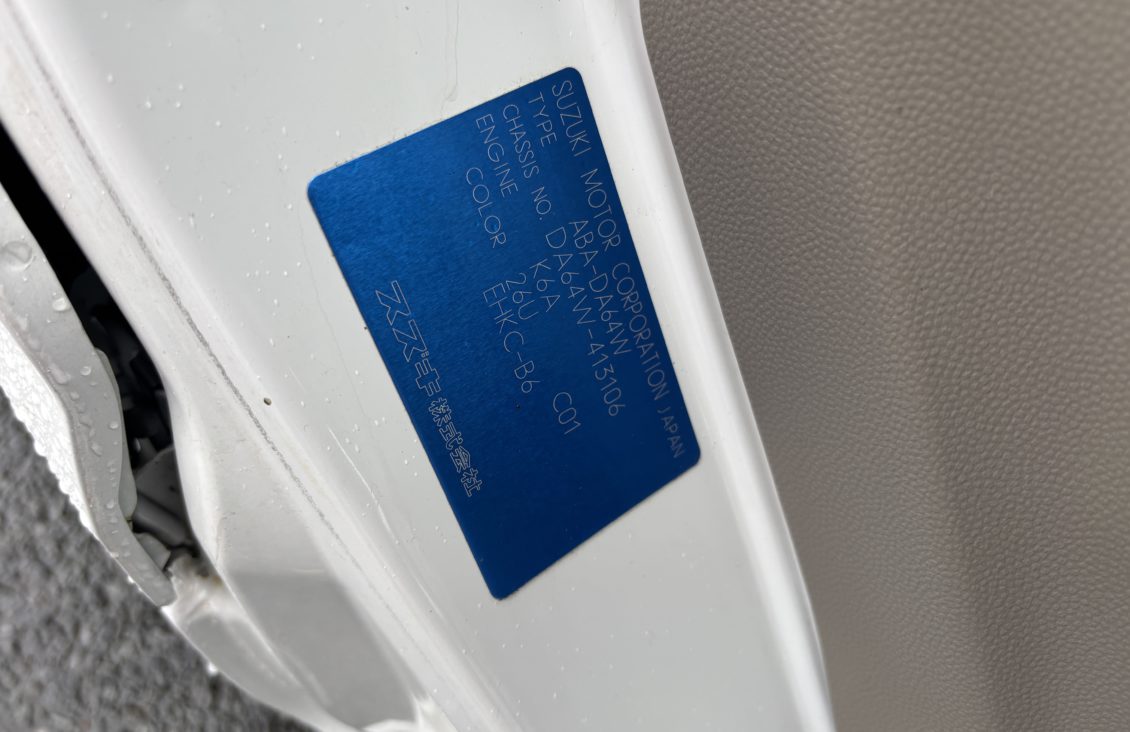 SUZUKI MOTOR CORPORATION JAPAN
TYPE ABA-DA64W
CHASSIS NO. DA64W-413106
ENGINE K6A
COLOR 26U C01
EHKC-B6
スズキ株式会社